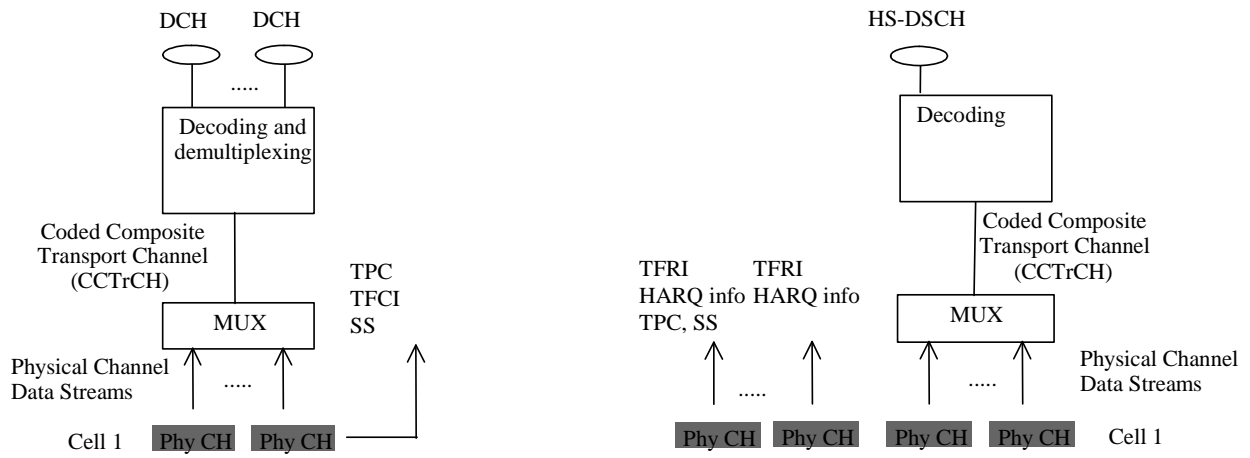 DCH DCH
.....
Decoding and
demultiplexing
Coded Composite
Transport Channel
(CCTrCH)
TPC
TFCI
SS
MUX
Physical Channel
Data Streams
.....
Cell 1 Phy CH Phy CH
HS-DSCH
Decoding
Coded Composite
Transport Channel
(CCTrCH)
TFRI TFRI
HARQ info HARQ info
TPC, SS
MUX
Physical Channel
Data Streams
..... .....
Phy CH Phy CH Phy CH Phy CH Cell 1